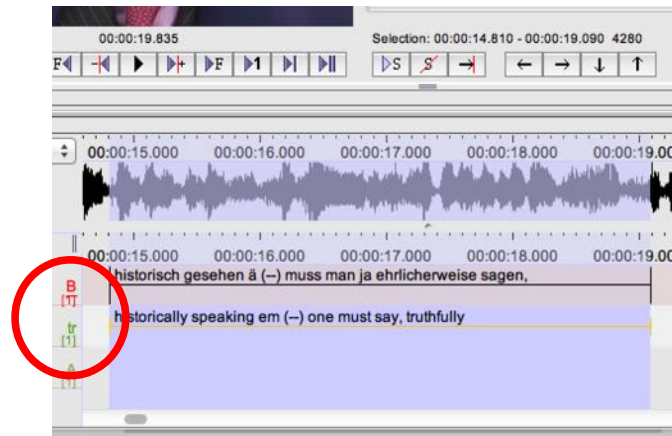 00:00:19.835 Selection: 00:00:14.810 - 00:00:19.090 4280
F 1 S S
00:00:15.000 00:00:16.000 00:00:17.000 00:00:18.000 00:00:19.00
00:00:15.000 00:00:16.000 00:00:17.000 00:00:18.000 00:00:19.00
historisch gesehen ä (--) muss man ja ehrlicherweise sagen,
B
[1]
historically speaking em (--) one must say, truthfully
tr
[1]
A
[1]